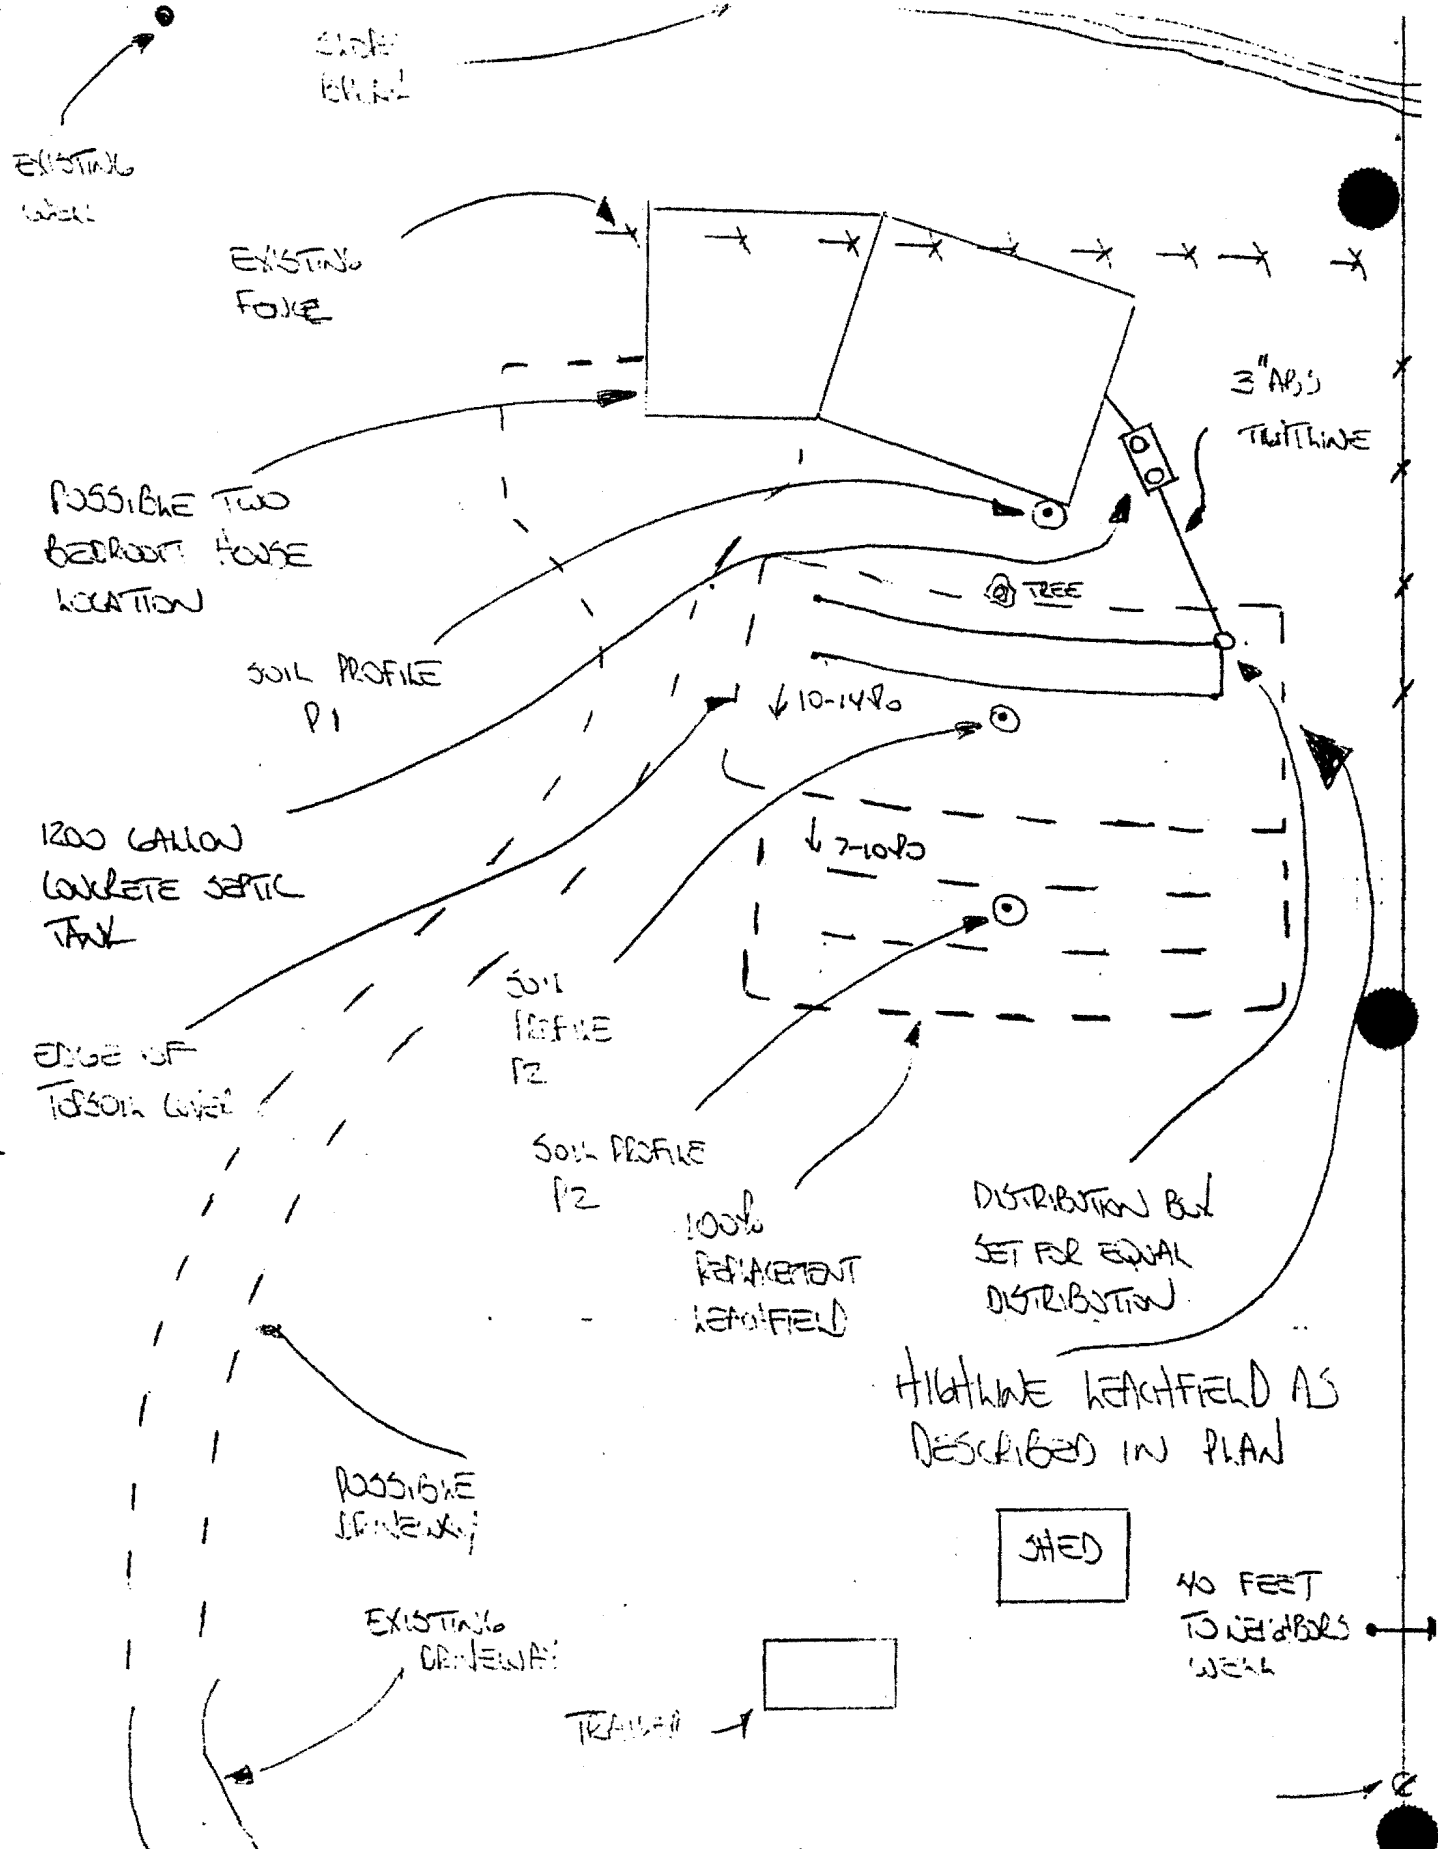 EXISTING
WELL
EXISTING
FENCE
3" ABS
TIGHTLINE
POSSIBLE TWO
BEDROOM HOUSE
LOCATION
TREE
SOIL PROFILE
P1
↓ 10-14%
1200 GALLON
CONCRETE SEPTIC
TANK
↓ 7-10%
SOIL
PROFILE
P2
EDGE OF
TOPSOIL COVER
SOIL PROFILE
P2
100%
REPLACEMENT
LEACHFIELD
DISTRIBUTION BOX
SET FOR EQUAL
DISTRIBUTION
HIGHLINE LEACHFIELD AS
DESCRIBED IN PLAN
POSSIBLE
DRIVEWAY
SHED
40 FEET
TO NEIGHBORS
WELL
EXISTING
DRIVEWAY
TRAILER